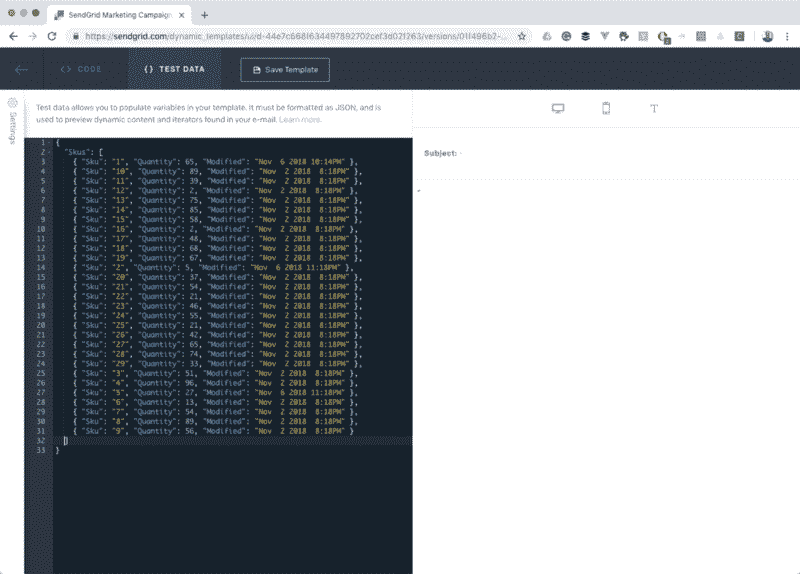 SendGrid Marketing Campaigns
https://sendgrid.com/dynamic_templates/
CODE
{} TEST DATA
Save Template
Settings
Test data allows you to populate variables in your template. It must be formatted as JSON, and is
used to preview dynamic content and iterators found in your e-mail. Learn more.
Subject: -
1 {
2 "Skus": [
3 { "Sku": "1", "Quantity": 65, "Modified": "Nov  6 2018 10:14PM" },
4 { "Sku": "10", "Quantity": 89, "Modified": "Nov  2 2018  8:18PM" },
5 { "Sku": "11", "Quantity": 39, "Modified": "Nov  2 2018  8:18PM" },
6 { "Sku": "12", "Quantity": 2, "Modified": "Nov  2 2018  8:18PM" },
7 { "Sku": "13", "Quantity": 75, "Modified": "Nov  2 2018  8:18PM" },
8 { "Sku": "14", "Quantity": 85, "Modified": "Nov  2 2018  8:18PM" },
9 { "Sku": "15", "Quantity": 58, "Modified": "Nov  2 2018  8:18PM" },
10 { "Sku": "16", "Quantity": 2, "Modified": "Nov  2 2018  8:18PM" },
11 { "Sku": "17", "Quantity": 48, "Modified": "Nov  2 2018  8:18PM" },
12 { "Sku": "18", "Quantity": 68, "Modified": "Nov  2 2018  8:18PM" },
13 { "Sku": "19", "Quantity": 67, "Modified": "Nov  2 2018  8:18PM" },
14 { "Sku": "2", "Quantity": 5, "Modified": "Nov  6 2018 11:18PM" },
15 { "Sku": "20", "Quantity": 37, "Modified": "Nov  2 2018  8:18PM" },
16 { "Sku": "21", "Quantity": 54, "Modified": "Nov  2 2018  8:18PM" },
17 { "Sku": "22", "Quantity": 21, "Modified": "Nov  2 2018  8:18PM" },
18 { "Sku": "23", "Quantity": 46, "Modified": "Nov  2 2018  8:18PM" },
19 { "Sku": "24", "Quantity": 55, "Modified": "Nov  2 2018  8:18PM" },
20 { "Sku": "25", "Quantity": 21, "Modified": "Nov  2 2018  8:18PM" },
21 { "Sku": "26", "Quantity": 42, "Modified": "Nov  2 2018  8:18PM" },
22 { "Sku": "27", "Quantity": 65, "Modified": "Nov  2 2018  8:18PM" },
23 { "Sku": "28", "Quantity": 74, "Modified": "Nov  2 2018  8:18PM" },
24 { "Sku": "29", "Quantity": 33, "Modified": "Nov  2 2018  8:18PM" },
25 { "Sku": "3", "Quantity": 51, "Modified": "Nov  2 2018  8:18PM" },
26 { "Sku": "4", "Quantity": 96, "Modified": "Nov  2 2018  8:18PM" },
27 { "Sku": "5", "Quantity": 27, "Modified": "Nov  6 2018 11:18PM" },
28 { "Sku": "6", "Quantity": 13, "Modified": "Nov  2 2018  8:18PM" },
29 { "Sku": "7", "Quantity": 54, "Modified": "Nov  2 2018  8:18PM" },
30 { "Sku": "8", "Quantity": 89, "Modified": "Nov  2 2018  8:18PM" },
31 { "Sku": "9", "Quantity": 56, "Modified": "Nov  2 2018  8:18PM" }
32 ]
33 }